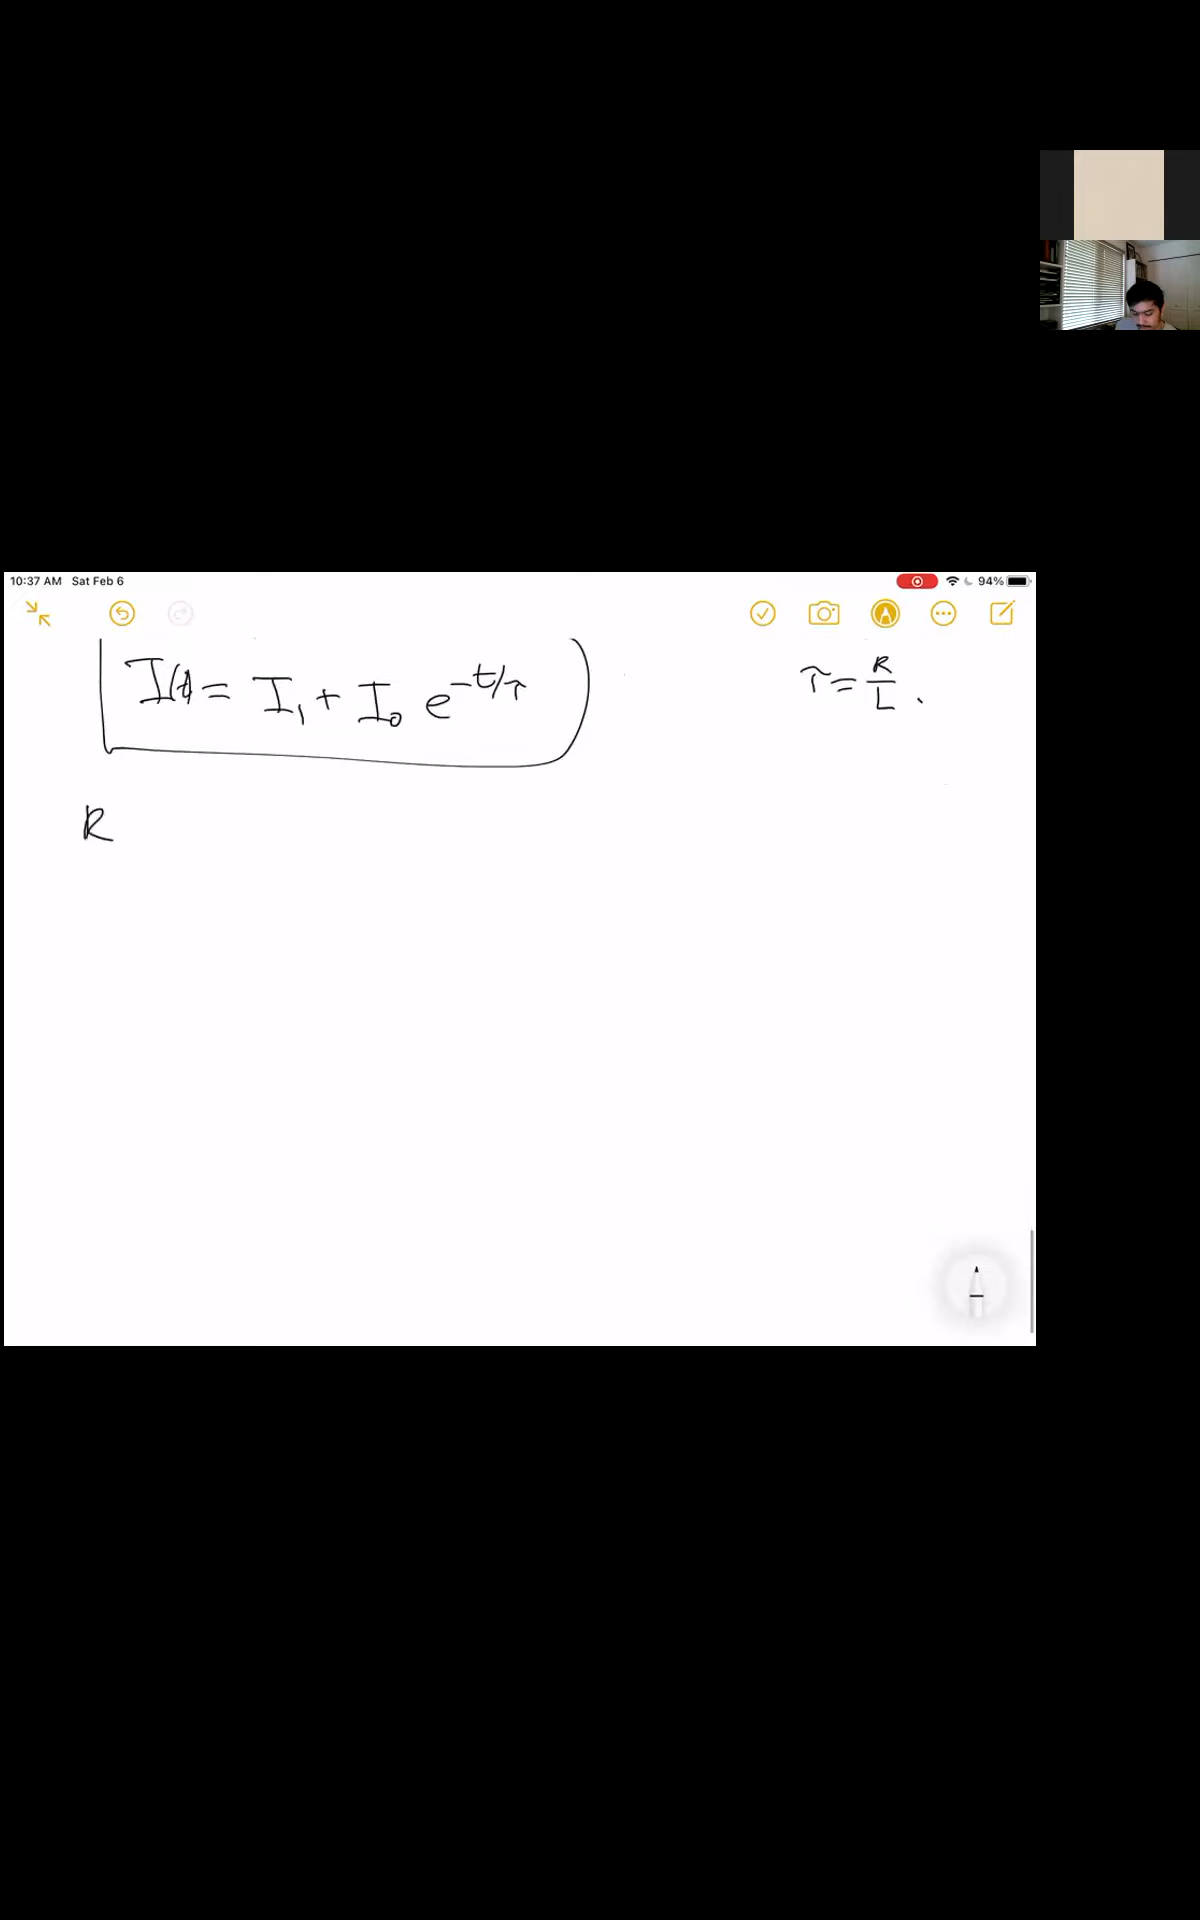 10:37 AM Sat Feb 6 94%
I(t) = I₁ + I₀ e^{-t/τ}
τ = R/L .
R